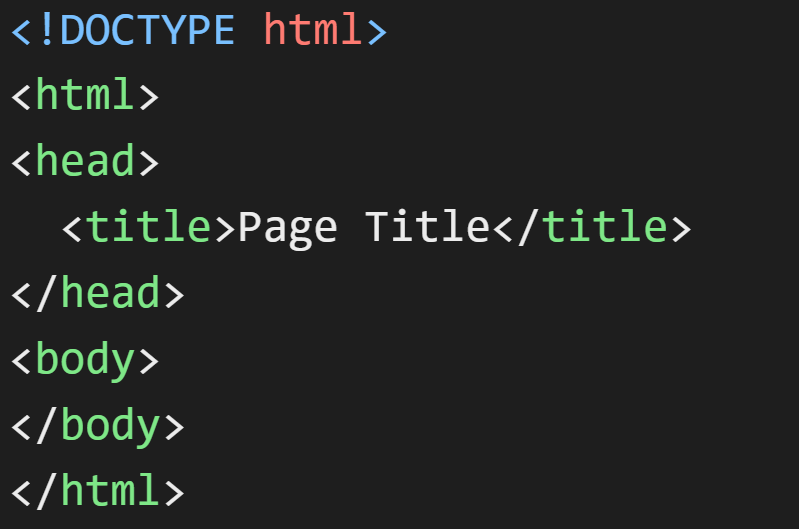 <!DOCTYPE html>
<html>
<head>
  <title>Page Title</title>
</head>
<body>
</body>
</html>